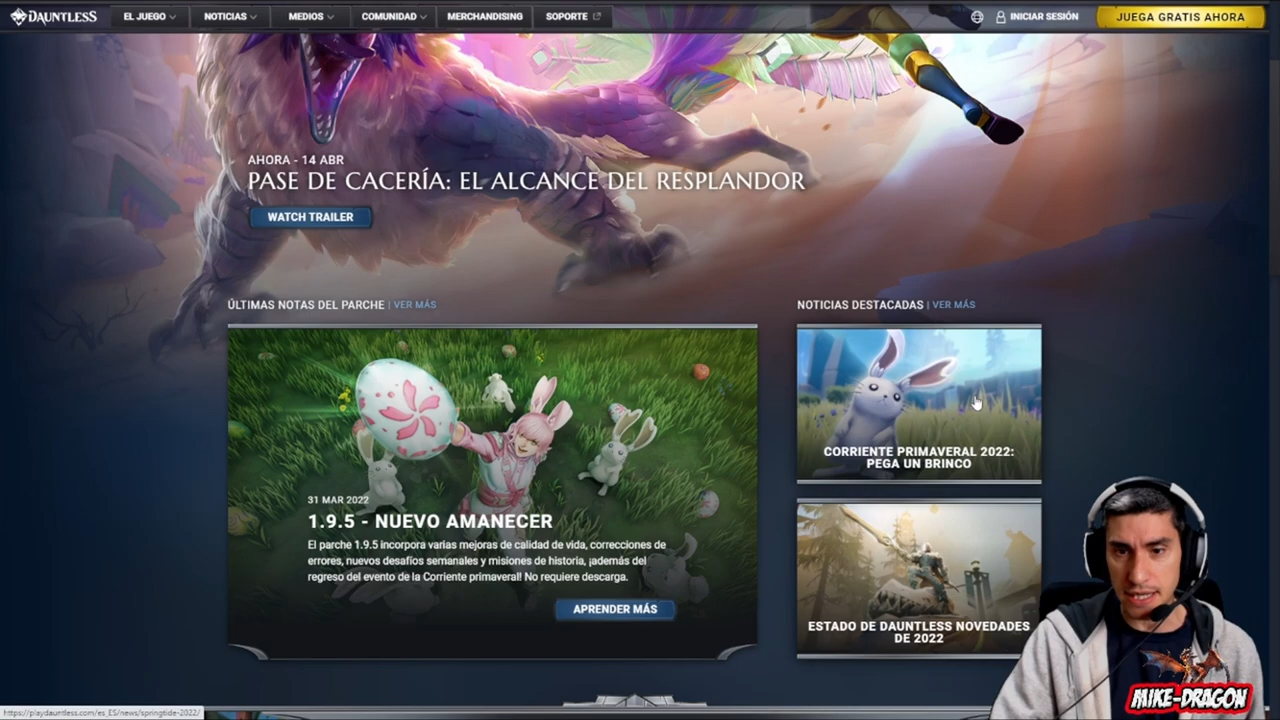 DAUNTLESS
EL JUEGO
NOTICIAS
MEDIOS
COMUNIDAD
MERCHANDISING
SOPORTE
INICIAR SESIÓN
JUEGA GRATIS AHORA
AHORA - 14 ABR
PASE DE CACERÍA: EL ALCANCE DEL RESPLANDOR
WATCH TRAILER
ÚLTIMAS NOTAS DEL PARCHE | VER MÁS
31 MAR 2022
1.9.5 - NUEVO AMANECER
El parche 1.9.5 incorpora varias mejoras de calidad de vida, correcciones de
errores, nuevos desafíos semanales y misiones de historia, ¡además del
regreso del evento de la Corriente primaveral! No requiere descarga.
APRENDER MÁS
NOTICIAS DESTACADAS | VER MÁS
CORRIENTE PRIMAVERAL 2022:
PEGA UN BRINCO
ESTADO DE DAUNTLESS NOVEDADES
DE 2022
MIKE-DRAGON
https://playdauntless.com/es_ES/news/springtide-2022/